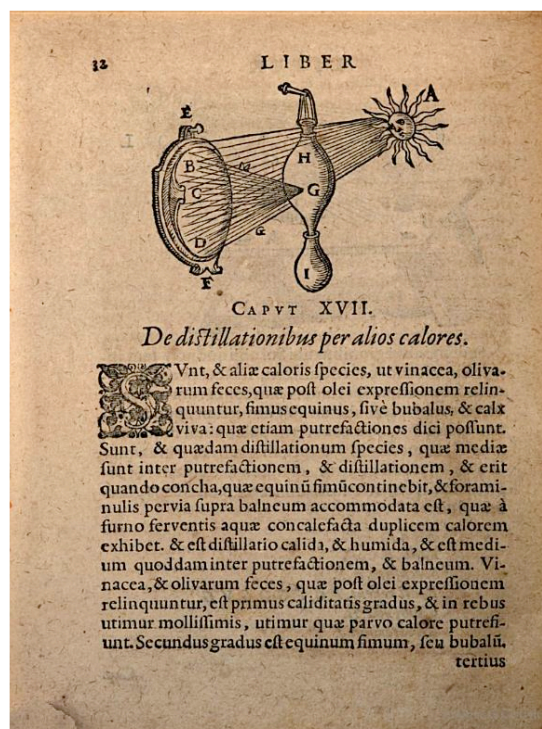 32 LIBER
A
E
B
H
C
G
D
I
F
CAPVT XVII.
De distillationibus per alios calores.
SVnt, & aliæ caloris ſpecies, ut vinacea, oliva-
rum feces, quæ poſt olei expreſſionem relin-
quuntur, fimus equinus, ſivè bubalus, & calx
viva: quæ etiam putrefactiones dici poſſunt.
Sunt, & quædam diſtillationum ſpecies, quæ mediæ
ſunt inter putrefactionem, & diſtillationem, & erit
quando concha, quæ equinũ fimũ continebit, & forami-
nulis pervia ſupra balneum accommodata eſt, quæ à
furno ferventis aquæ concalefacta duplicem calorem
exhibet. & eſt diſtillatio calida, & humida, & eſt medi-
um quoddam inter putrefactionem, & balneum. Vi-
nacea, & olivarum feces, quæ poſt olei expreſſionem
relinquuntur, eſt primus caliditatis gradus, & in rebus
utimur molliſſimis, utimur quæ parvo calore putrefi-
unt. Secundus gradus eſt equinum fimum, ſeu bubalũ.
tertius